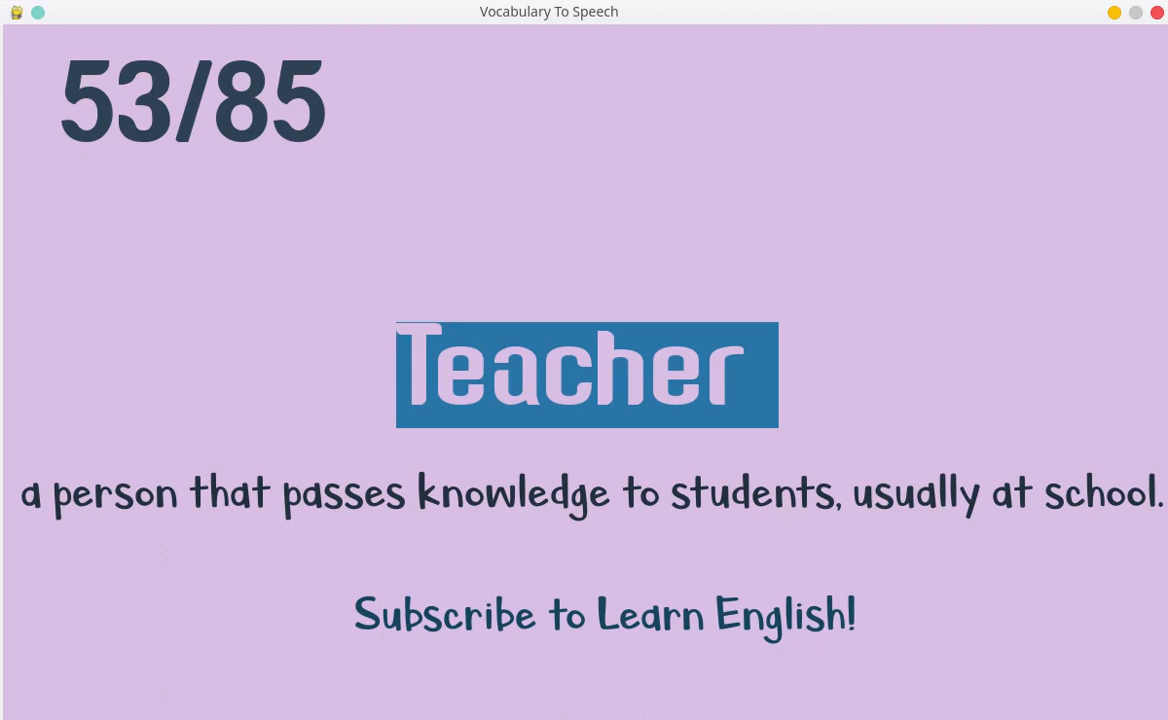 Vocabulary To Speech
53/85
Teacher
a person that passes knowledge to students, usually at school.
Subscribe to Learn English!